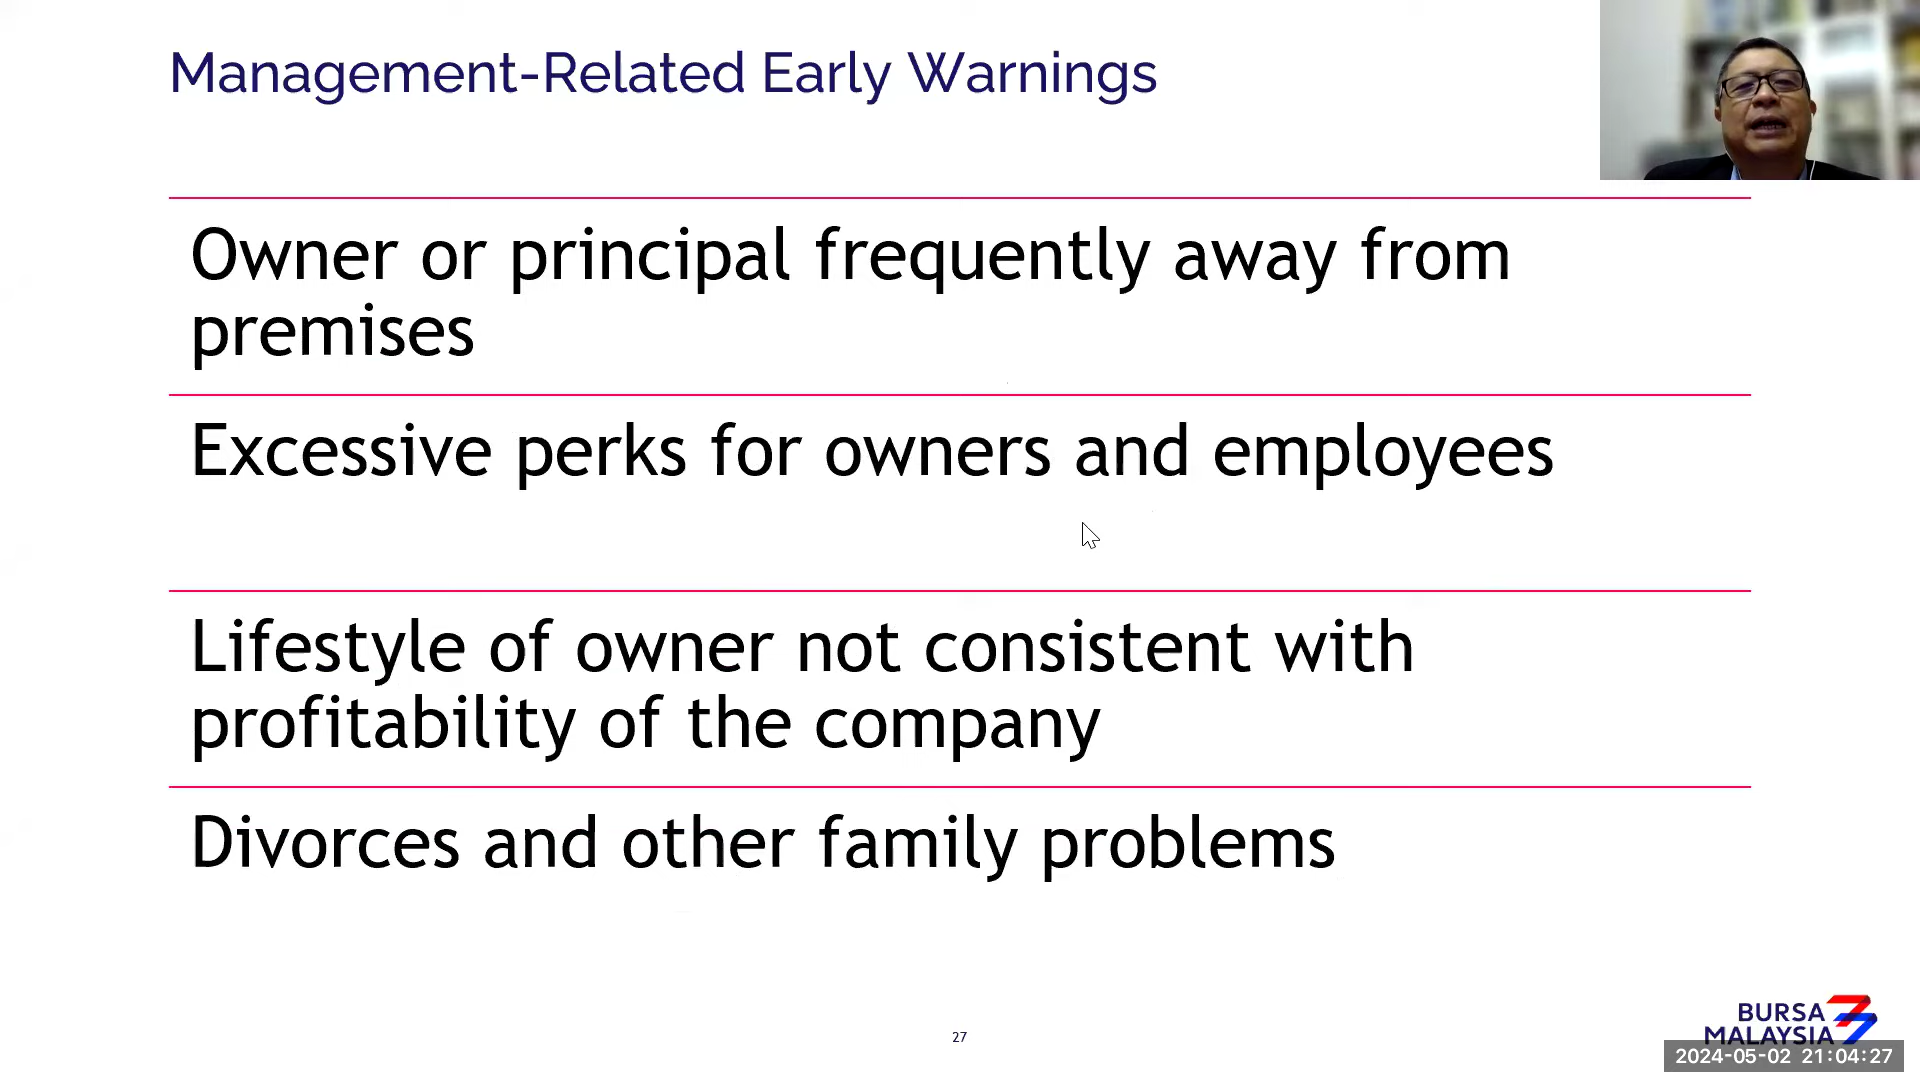 Management-Related Early Warnings
Owner or principal frequently away from
premises
Excessive perks for owners and employees
Lifestyle of owner not consistent with
profitability of the company
Divorces and other family problems
27
BURSA
MALAYSIA
2024-05-02 21:04:27